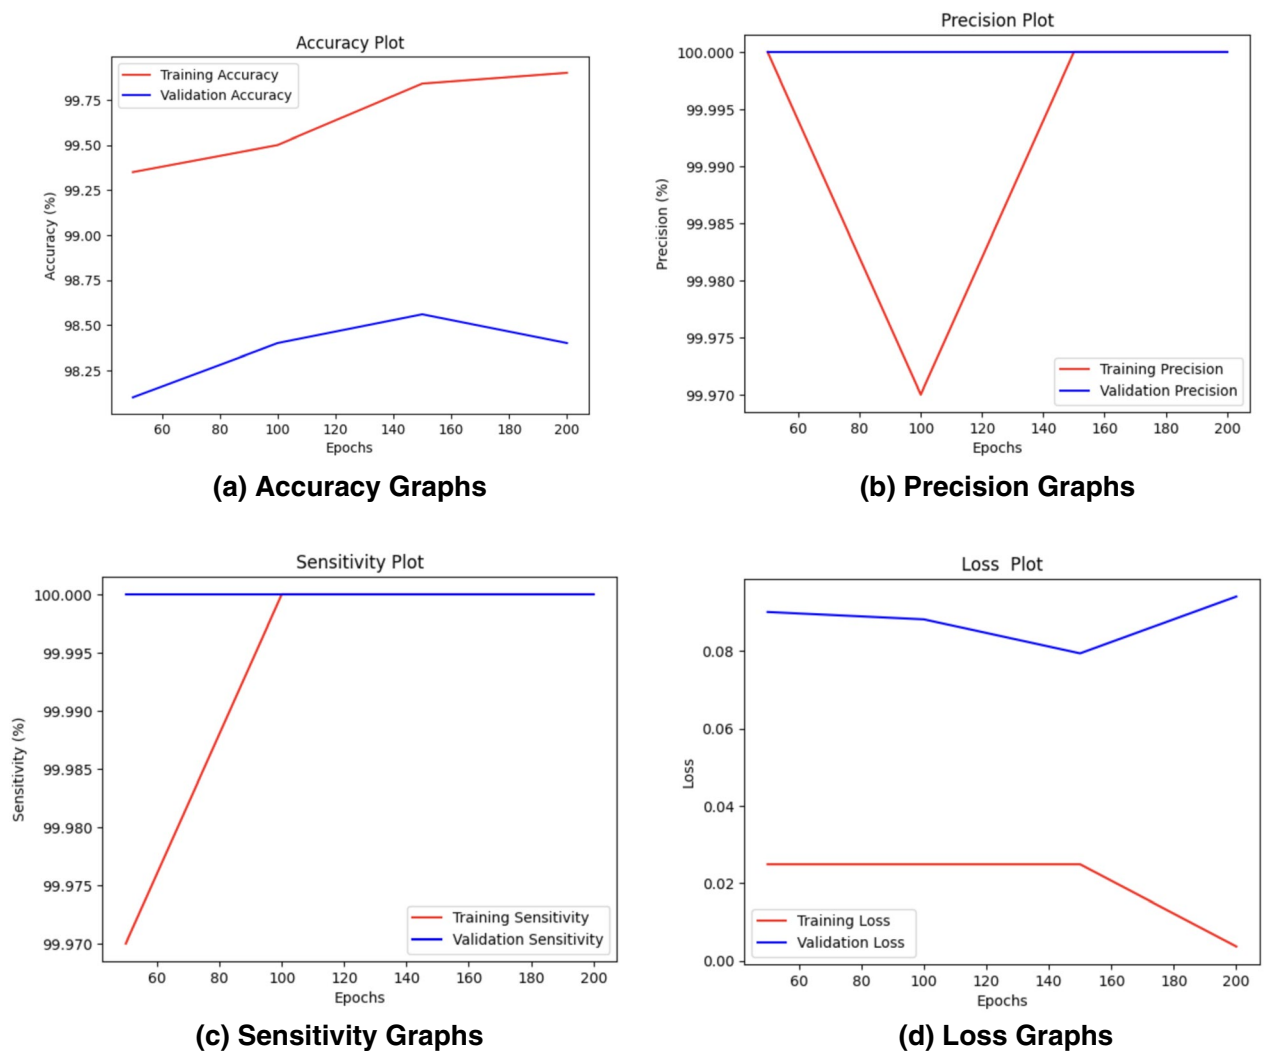 Accuracy Plot
Training Accuracy
Validation Accuracy
99.75
99.50
99.25
99.00
98.75
98.50
98.25
Accuracy (%)
60 80 100 120 140 160 180 200
Epochs
(a) Accuracy Graphs
Precision Plot
100.000
99.995
99.990
99.985
99.980
99.975
99.970
Precision (%)
Training Precision
Validation Precision
60 80 100 120 140 160 180 200
Epochs
(b) Precision Graphs
Sensitivity Plot
100.000
99.995
99.990
99.985
99.980
99.975
99.970
Sensitivity (%)
Training Sensitivity
Validation Sensitivity
60 80 100 120 140 160 180 200
Epochs
(c) Sensitivity Graphs
Loss Plot
0.08
0.06
0.04
0.02
0.00
Loss
Training Loss
Validation Loss
60 80 100 120 140 160 180 200
Epochs
(d) Loss Graphs